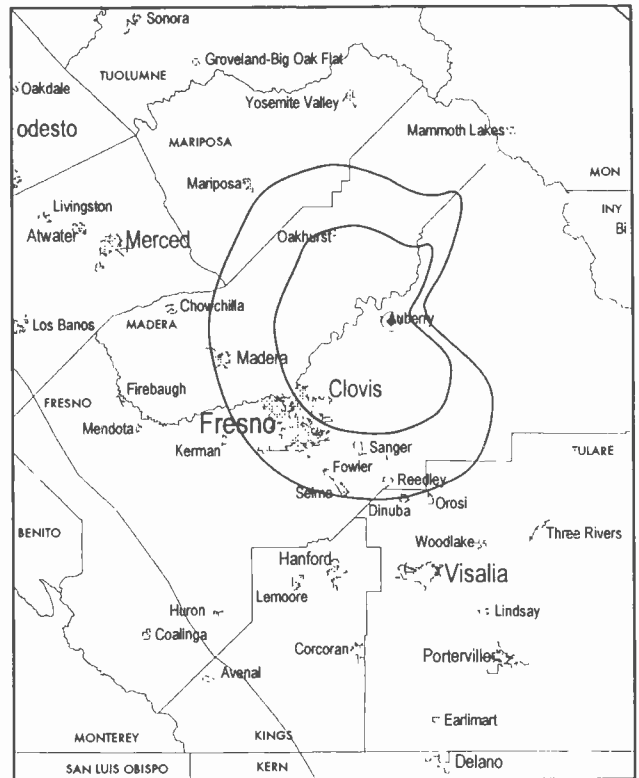 Sonora
Groveland-Big Oak Flat
TUOLUMNE
Oakdale
Yosemite Valley
odesto
Mammoth Lakes
MARIPOSA
MON
Mariposa
Livingston
INY
Atwater
Merced
Oakhurst
Bi
Chowchilla
Auberry
Los Banos
MADERA
Madera
Firebaugh
Clovis
FRESNO
Mendota
Fresno
Kerman
Sanger
TULARE
Fowler
Reedley
Selma
Dinuba
Orosi
BENITO
Three Rivers
Woodlake
Hanford
Visalia
Lemoore
Huron
Lindsay
Coalinga
Corcoran
Porterville
Avenal
Earlimart
MONTEREY
KINGS
Delano
SAN LUIS OBISPO
KERN